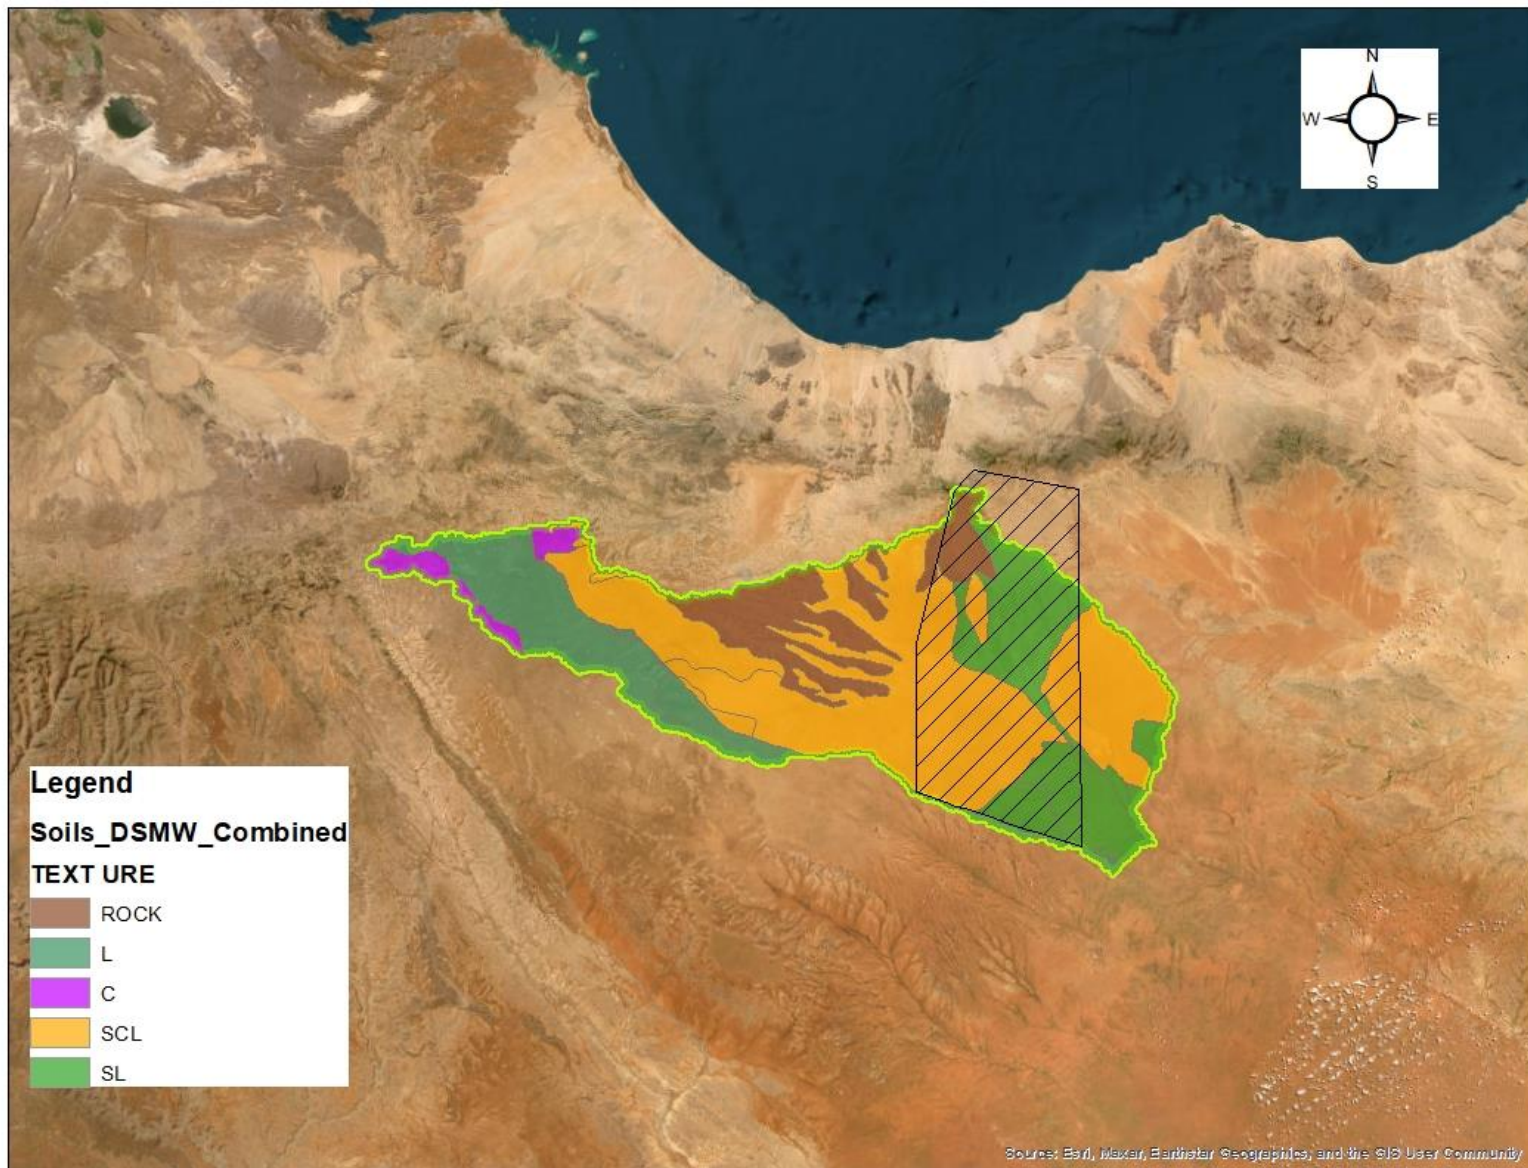 N
W E
S
Legend
Soils_DSMW_Combined
TEXT URE
ROCK
L
C
SCL
SL
Source: Esri, Maxar, Earthstar Geographics, and the GIS User Community